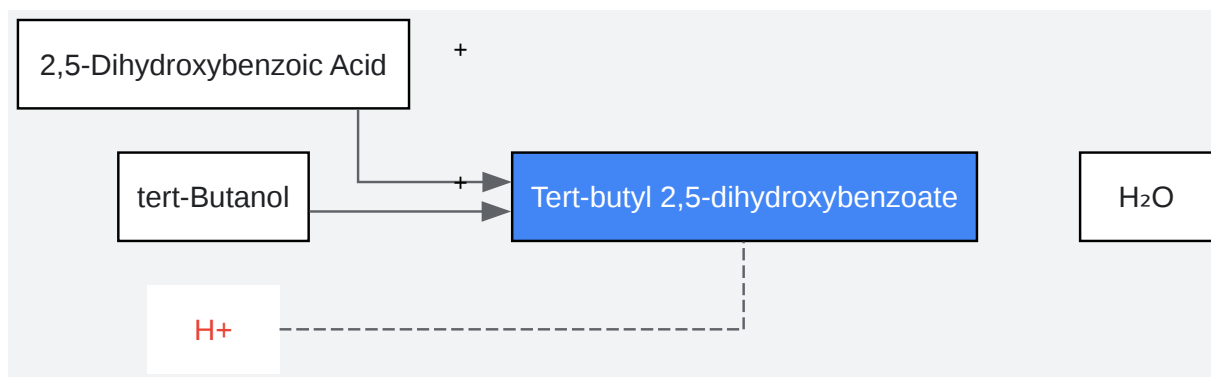 2,5-Dihydroxybenzoic Acid
+
tert-Butanol
+
Tert-butyl 2,5-dihydroxybenzoate
H₂O
H+